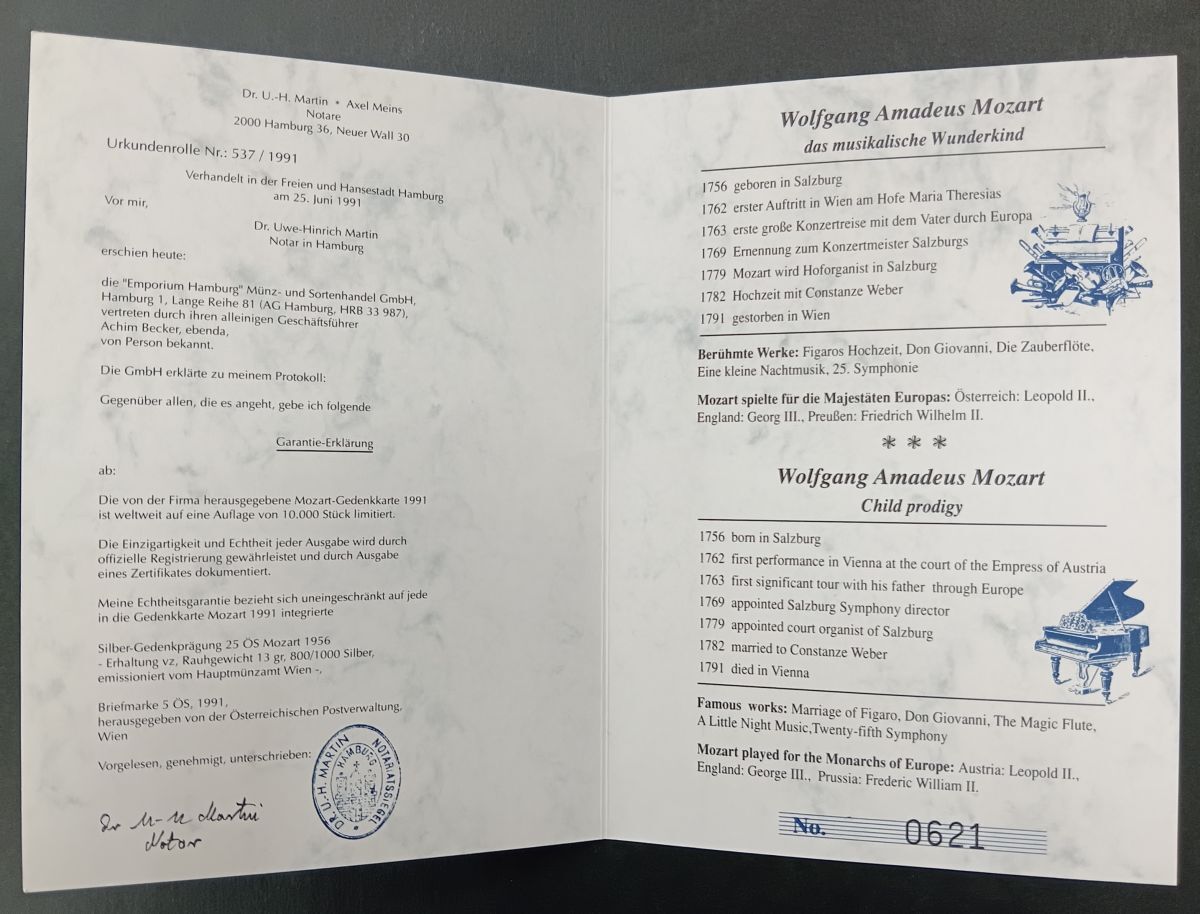 Dr. U.-H. Martin • Axel Meins
Notare
2000 Hamburg 36, Neuer Wall 30
Urkundenrolle Nr.: 537 / 1991
Verhandelt in der Freien und Hansestadt Hamburg
am 25. Juni 1991
Vor mir,
Dr. Uwe-Hinrich Martin
Notar in Hamburg
erschien heute:
die "Emporium Hamburg" Münz- und Sortenhandel GmbH,
Hamburg 1, Lange Reihe 81 (AG Hamburg, HRB 33 987),
vertreten durch ihren alleinigen Geschäftsführer
Achim Becker, ebenda,
von Person bekannt.
Die GmbH erklärte zu meinem Protokoll:
Gegenüber allen, die es angeht, gebe ich folgende
Garantie-Erklärung
ab:
Die von der Firma herausgegebene Mozart-Gedenkkarte 1991
ist weltweit auf eine Auflage von 10.000 Stück limitiert.
Die Einzigartigkeit und Echtheit jeder Ausgabe wird durch
offizielle Registrierung gewährleistet und durch Ausgabe
eines Zertifikates dokumentiert.
Meine Echtheitsgarantie bezieht sich uneingeschränkt auf jede
in die Gedenkkarte Mozart 1991 integrierte
Silber-Gedenkprägung 25 ÖS Mozart 1956
- Erhaltung vz, Rauhgewicht 13 gr, 800/1000 Silber,
emissioniert vom Hauptmünzamt Wien -,
Briefmarke 5 ÖS, 1991,
herausgegeben von der Österreichischen Postverwaltung,
Wien
Vorgelesen, genehmigt, unterschrieben:
DR. U. H. MARTIN NOTARIATSSIEGEL
HAMBURG
Dr U-H Martin
Notar
Wolfgang Amadeus Mozart
das musikalische Wunderkind
1756 geboren in Salzburg
1762 erster Auftritt in Wien am Hofe Maria Theresias
1763 erste große Konzertreise mit dem Vater durch Europa
1769 Ernennung zum Konzertmeister Salzburgs
1779 Mozart wird Hoforganist in Salzburg
1782 Hochzeit mit Constanze Weber
1791 gestorben in Wien
Berühmte Werke: Figaros Hochzeit, Don Giovanni, Die Zauberflöte,
Eine kleine Nachtmusik, 25. Symphonie
Mozart spielte für die Majestäten Europas: Österreich: Leopold II.,
England: Georg III., Preußen: Friedrich Wilhelm II.
* * *
Wolfgang Amadeus Mozart
Child prodigy
1756 born in Salzburg
1762 first performance in Vienna at the court of the Empress of Austria
1763 first significant tour with his father through Europe
1769 appointed Salzburg Symphony director
1779 appointed court organist of Salzburg
1782 married to Constanze Weber
1791 died in Vienna
Famous works: Marriage of Figaro, Don Giovanni, The Magic Flute,
A Little Night Music,Twenty-fifth Symphony
Mozart played for the Monarchs of Europe: Austria: Leopold II.,
England: George III., Prussia: Frederic William II.
No. 0621